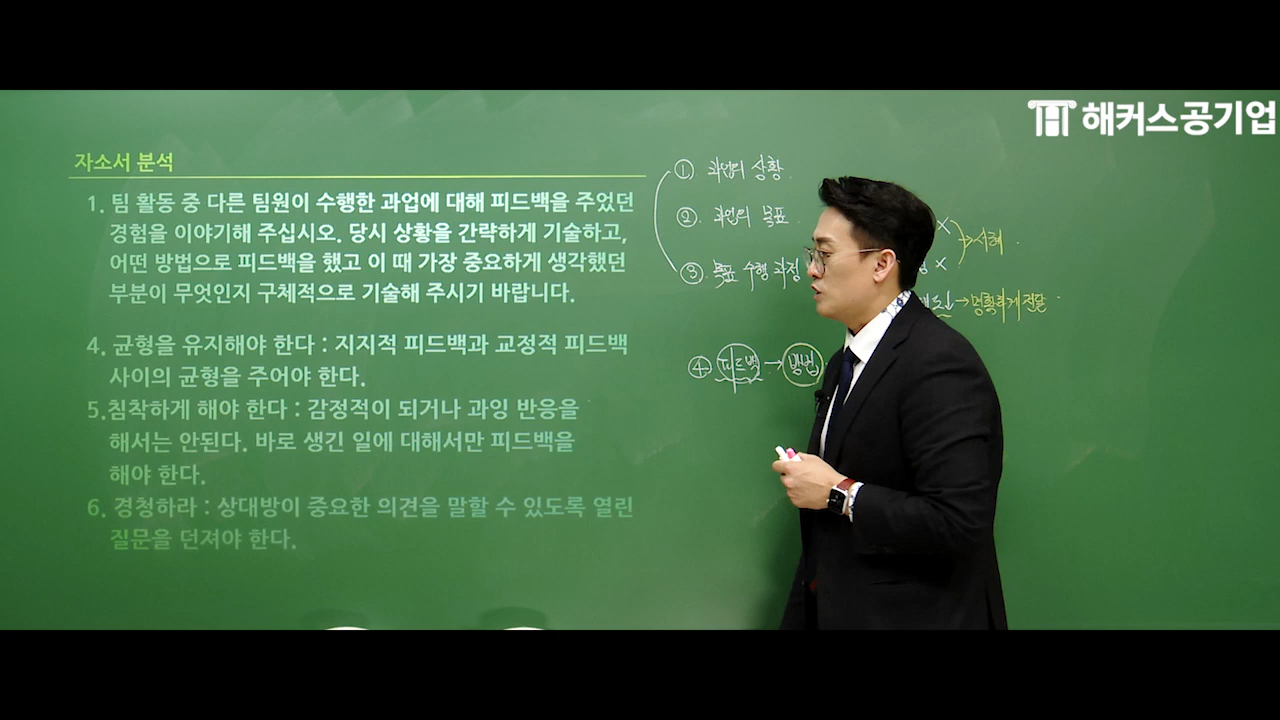 해커스공기업
자소서 분석
1. 팀 활동 중 다른 팀원이 수행한 과업에 대해 피드백을 주었던
경험을 이야기해 주십시오. 당시 상황을 간략하게 기술하고,
어떤 방법으로 피드백을 했고 이 때 가장 중요하게 생각했던
부분이 무엇인지 구체적으로 기술해 주시기 바랍니다.
4. 균형을 유지해야 한다 : 지지적 피드백과 교정적 피드백
사이의 균형을 주어야 한다.
5.침착하게 해야 한다 : 감정적이 되거나 과잉 반응을
해서는 안된다. 바로 생긴 일에 대해서만 피드백을
해야 한다.
6. 경청하라 : 상대방이 중요한 의견을 말할 수 있도록 열린
질문을 던져야 한다.
① 과업의 상황.
②. 과업의 목표. X
③. 목표 수행 과정 X
→명확하게 전달
④ 피드백 → 방법